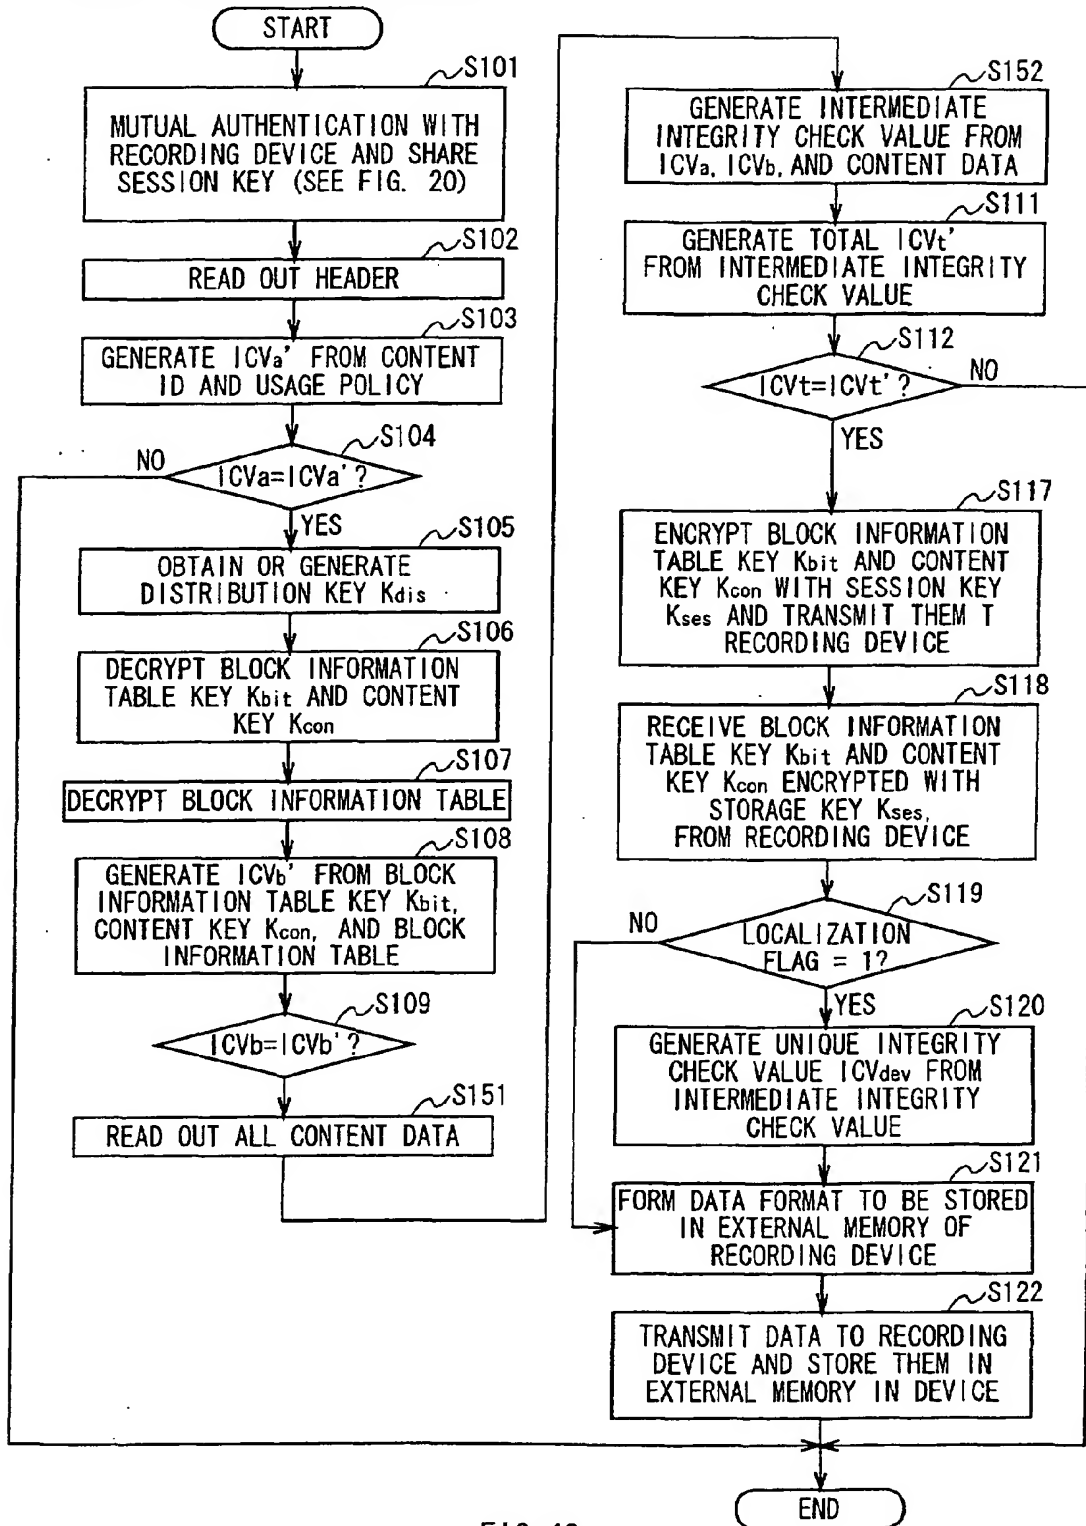 START
S101
MUTUAL AUTHENTICATION WITH
RECORDING DEVICE AND SHARE
SESSION KEY (SEE FIG. 20)
S102
READ OUT HEADER
S103
GENERATE ICVa' FROM CONTENT
ID AND USAGE POLICY
S104
NO
ICVa=ICVa'?
YES
S105
OBTAIN OR GENERATE
DISTRIBUTION KEY Kdis
S106
DECRYPT BLOCK INFORMATION
TABLE KEY Kbit AND CONTENT
KEY Kcon
S107
DECRYPT BLOCK INFORMATION TABLE
S108
GENERATE ICVb' FROM BLOCK
INFORMATION TABLE KEY Kbit,
CONTENT KEY Kcon, AND BLOCK
INFORMATION TABLE
S109
ICVb=ICVb'?
S151
READ OUT ALL CONTENT DATA
S152
GENERATE INTERMEDIATE
INTEGRITY CHECK VALUE FROM
ICVa, ICVb, AND CONTENT DATA
S111
GENERATE TOTAL ICVt'
FROM INTERMEDIATE INTEGRITY
CHECK VALUE
S112
NO
ICVt=ICVt'?
YES
S117
ENCRYPT BLOCK INFORMATION
TABLE KEY Kbit AND CONTENT
KEY Kcon WITH SESSION KEY
Kses AND TRANSMIT THEM T
RECORDING DEVICE
S118
RECEIVE BLOCK INFORMATION
TABLE KEY Kbit AND CONTENT
KEY Kcon ENCRYPTED WITH
STORAGE KEY Kses,
FROM RECORDING DEVICE
S119
NO
LOCALIZATION
FLAG = 1?
YES
S120
GENERATE UNIQUE INTEGRITY
CHECK VALUE ICVdev FROM
INTERMEDIATE INTEGRITY
CHECK VALUE
S121
FORM DATA FORMAT TO BE STORED
IN EXTERNAL MEMORY OF
RECORDING DEVICE
S122
TRANSMIT DATA TO RECORDING
DEVICE AND STORE THEM IN
EXTERNAL MEMORY IN DEVICE
END